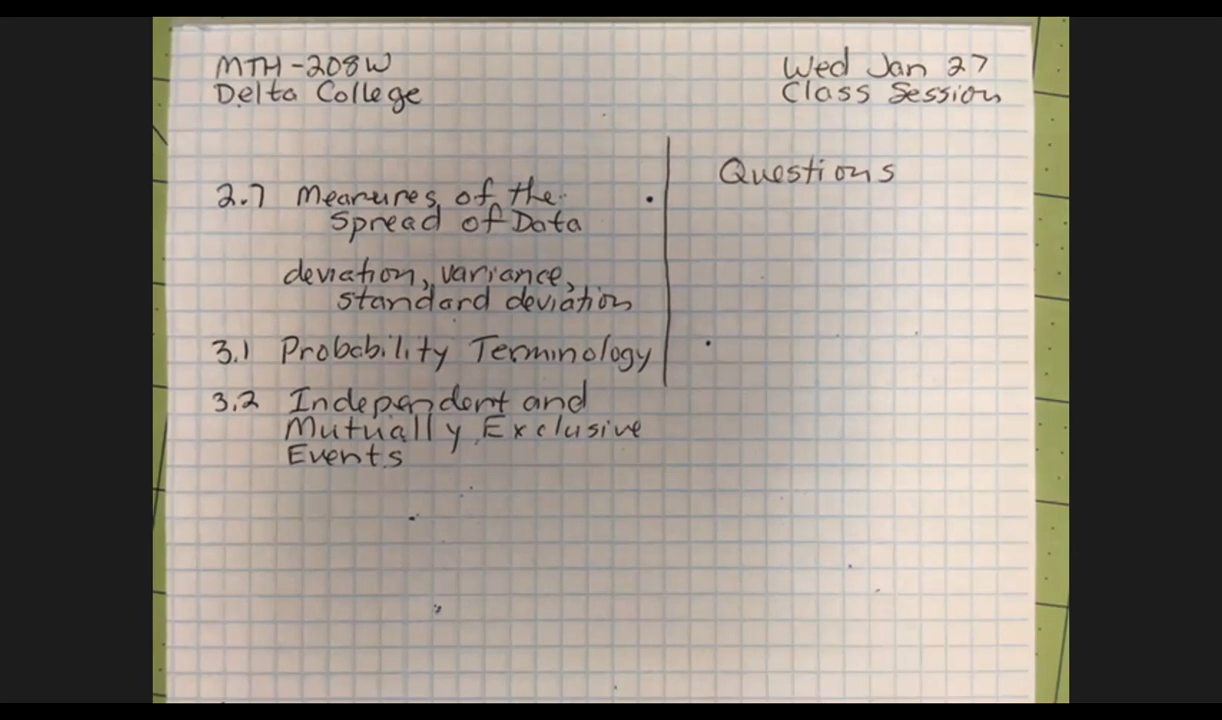 MTH-208W
Delta College
Wed Jan 27
Class Session
2.7 Measures of the
Spread of Data
deviation, variance,
standard deviation
3.1 Probability Terminology
3.2 Independent and
Mutually Exclusive
Events
Questions